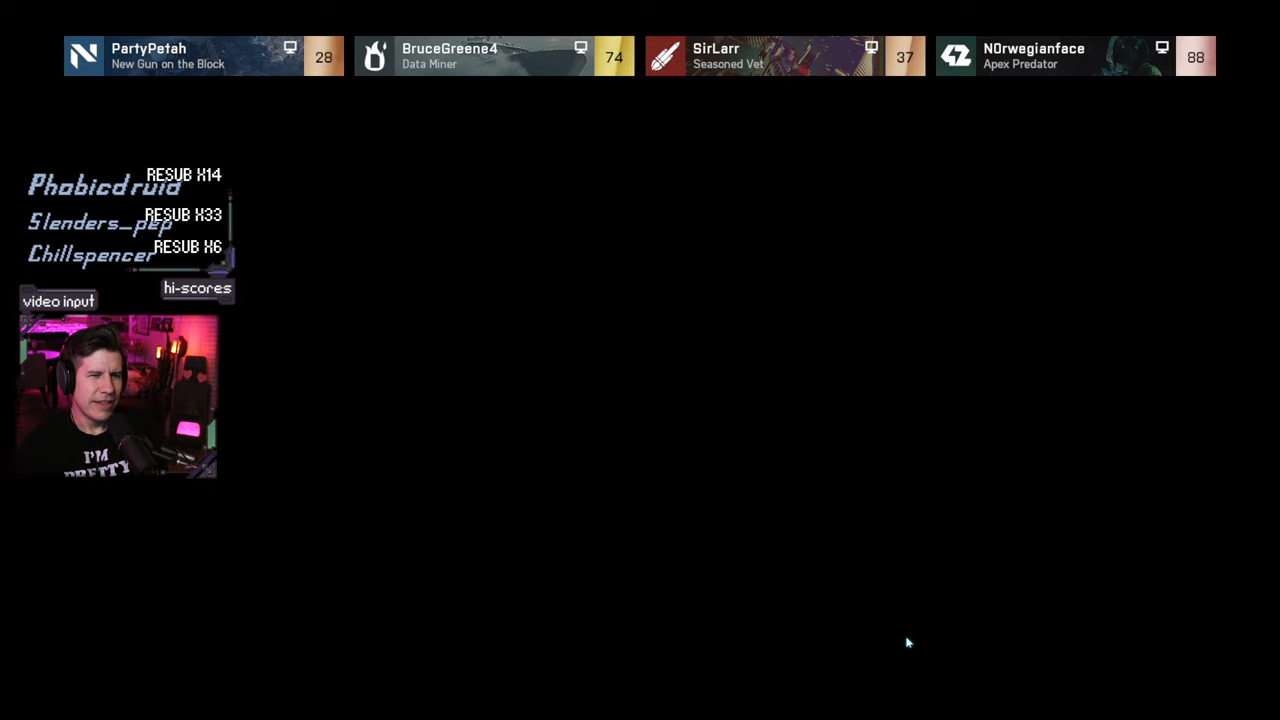 PartyPetah
New Gun on the Block
28
BruceGreene4
Data Miner
74
SirLarr
Seasoned Vet
37
N0rwegianface
Apex Predator
88
Phobicdruid
RESUB X14
Slenders_pep
RESUB X33
Chillspencer
RESUB X6
hi-scores
video input
I'M
PRETTY